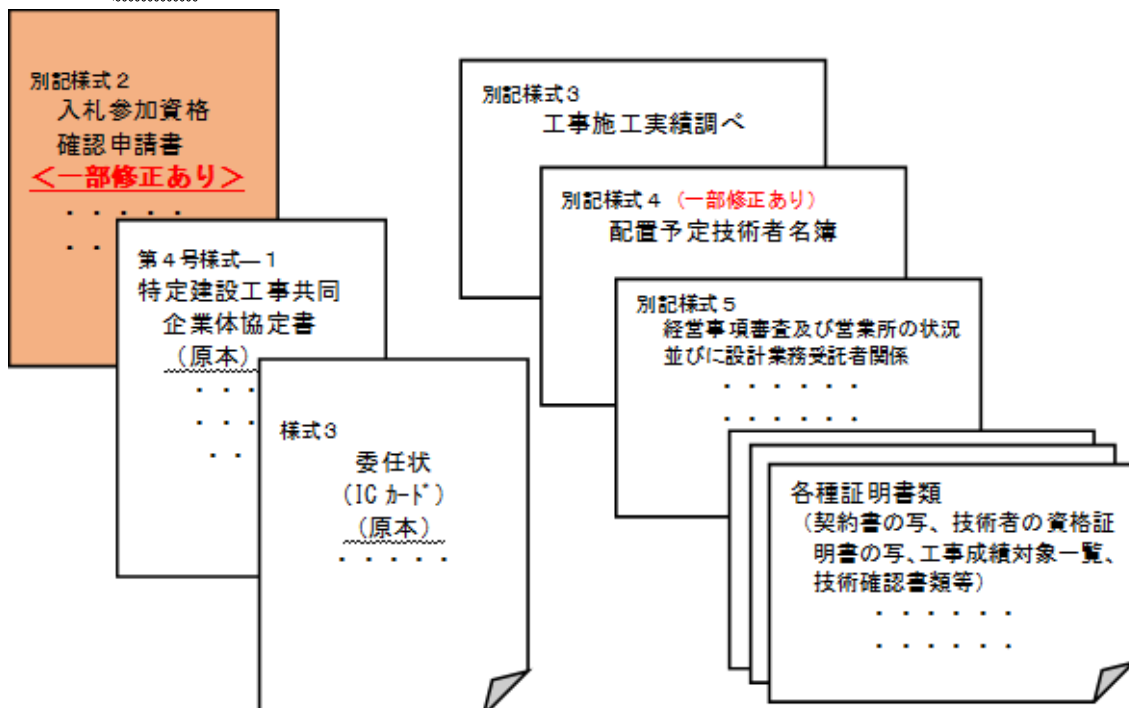 別記様式２
入札参加資格
確認申請書
＜一部修正あり＞
・・・・・
・・
第４号様式―１
特定建設工事共同
企業体協定書
（原本）
・・・
・・・
・・
様式３
委任状
（ICｶｰﾄﾞ）
（原本）
・・・・・
別記様式３
工事施工実績調べ
別記様式４（一部修正あり）
配置予定技術者名簿
別記様式５
経営事項審査及び営業所の状況
並びに設計業務受託者関係
・・・・・・
・・・・・・
各種証明書類
（契約書の写、技術者の資格証
明書の写、工事成績対象一覧、
技術確認書類等）
・・・・・・
・・・・・・